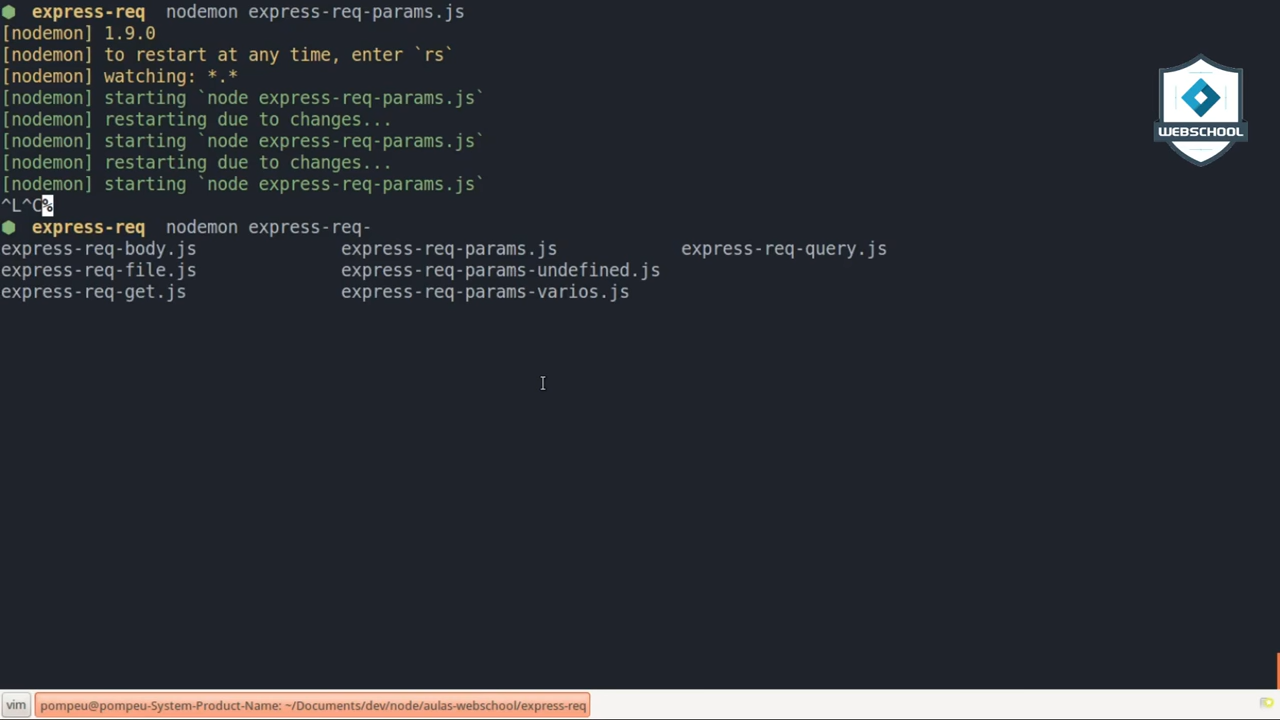 express-req nodemon express-req-params.js
[nodemon] 1.9.0
[nodemon] to restart at any time, enter `rs`
[nodemon] watching: *.*
[nodemon] starting `node express-req-params.js`
[nodemon] restarting due to changes...
[nodemon] starting `node express-req-params.js`
[nodemon] restarting due to changes...
[nodemon] starting `node express-req-params.js`
^L^C%
express-req nodemon express-req-
express-req-body.js express-req-params.js express-req-query.js
express-req-file.js express-req-params-undefined.js
express-req-get.js express-req-params-varios.js
WEBSCHOOL
vim pompeu@pompeu-System-Product-Name: ~/Documents/dev/node/aulas-webschool/express-req